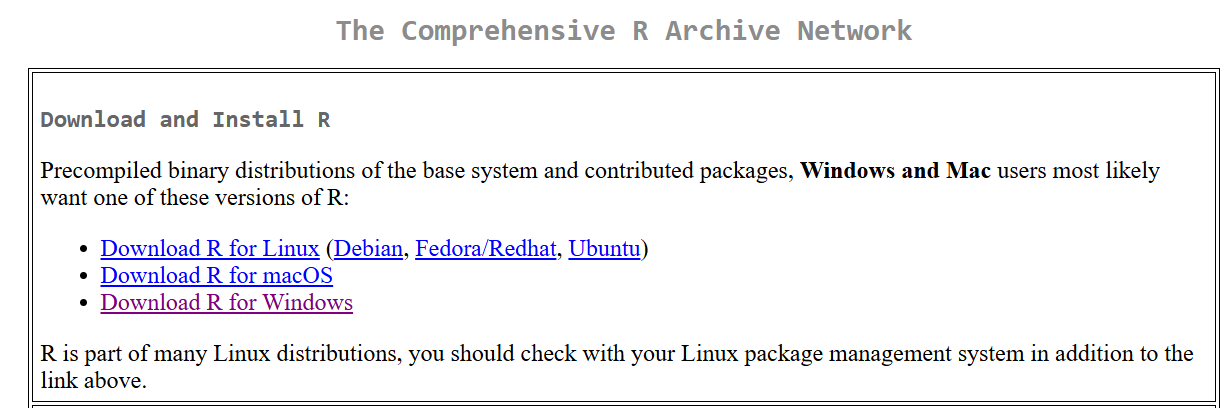 The Comprehensive R Archive Network
Download and Install R
Precompiled binary distributions of the base system and contributed packages, Windows and Mac users most likely
want one of these versions of R:
• Download R for Linux (Debian, Fedora/Redhat, Ubuntu)
• Download R for macOS
• Download R for Windows
R is part of many Linux distributions, you should check with your Linux package management system in addition to the
link above.